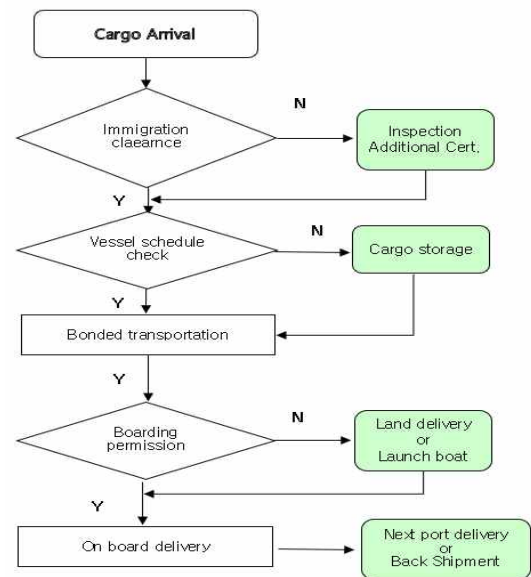 Cargo Arrival
N
Immigration
claearnce
Inspection
Additional Cert.
Y
Vessel schedule
check
N
Cargo storage
Y
Bonded transportation
Y
Boarding
permission
N
Land delivery
or
Launch boat
Y
On board delivery
Next port delivery
or
Back Shipment